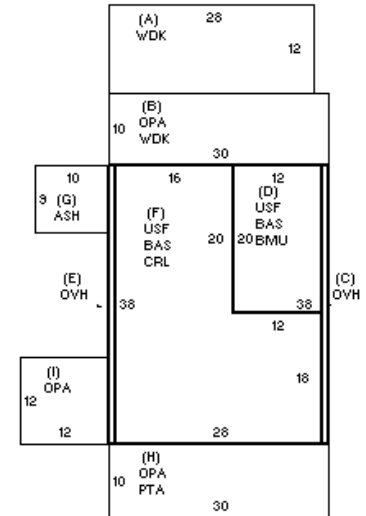 (A)
WDK
28
12
(B)
OPA
WDK
10
30
10
9 (G)
ASH
16
(F)
USF
BAS
CRL
12
(D)
USF
BAS
BMU
20
20
(E)
OVH
38
38
(C)
OVH
12
18
(I)
OPA
12
12
28
(H)
OPA
PTA
10
30